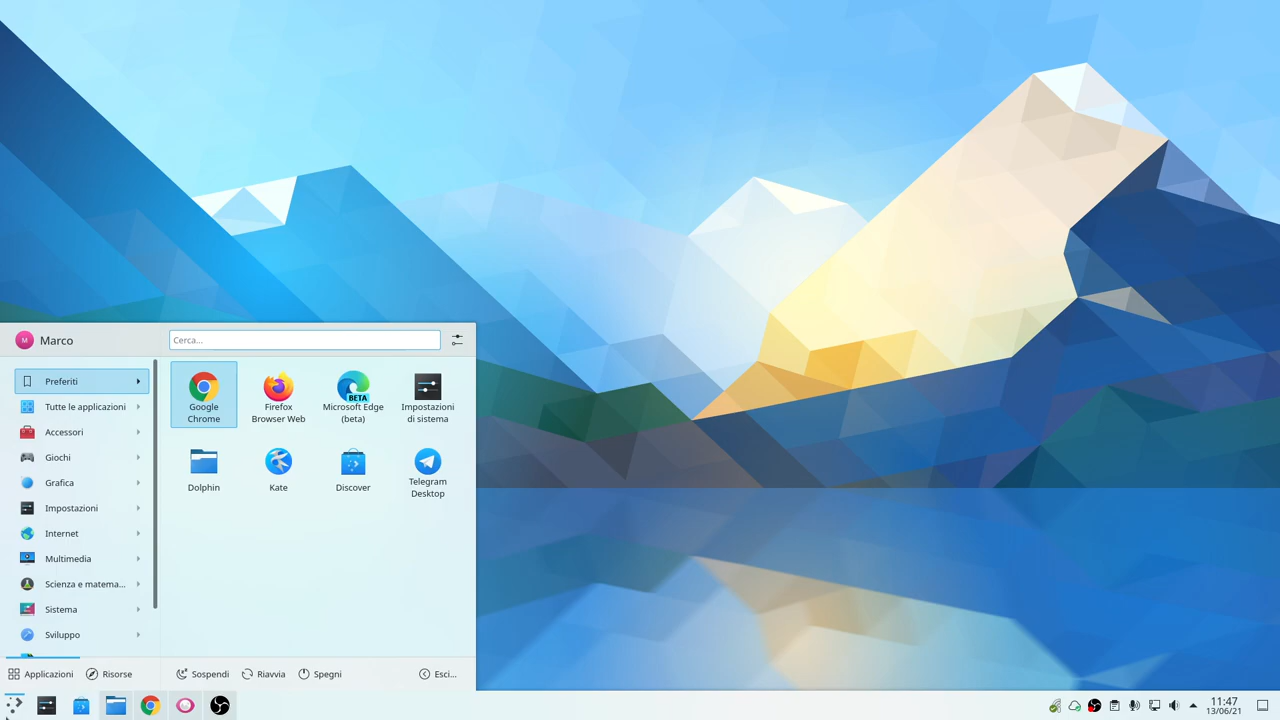 M
Marco
Cerca...
Preferiti
Tutte le applicazioni
Accessori
Giochi
Grafica
Impostazioni
Internet
Multimedia
Scienza e matema...
Sistema
Sviluppo
Google
Chrome
Firefox
Browser Web
BETA
Microsoft Edge
(beta)
Impostazioni
di sistema
Dolphin
Kate
Discover
Telegram
Desktop
Applicazioni
Risorse
Sospendi
Riavvia
Spegni
Esci...
11:47
13/06/21